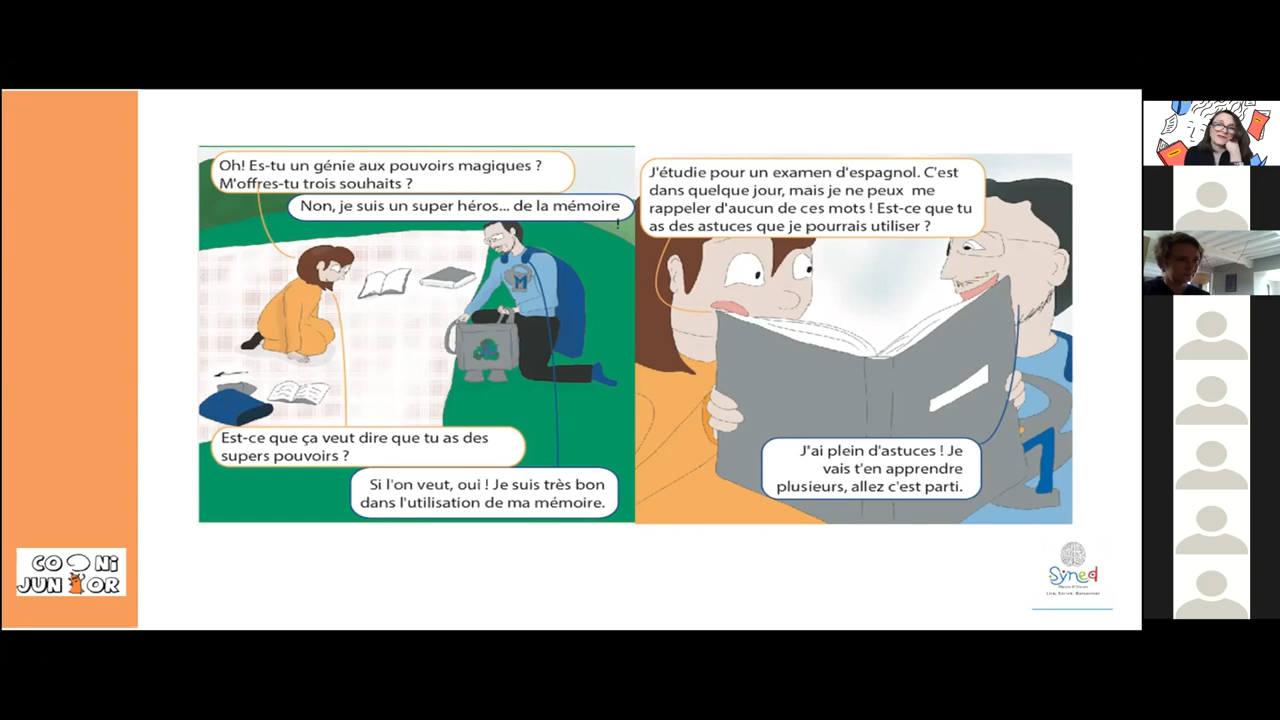 Oh! Es-tu un génie aux pouvoirs magiques ?
M'offres-tu trois souhaits ?
Non, je suis un super héros... de la mémoire
!
Est-ce que ça veut dire que tu as des
supers pouvoirs ?
Si l'on veut, oui ! Je suis très bon
dans l'utilisation de ma mémoire.
J'étudie pour un examen d'espagnol. C'est
dans quelque jour, mais je ne peux me
rappeler d'aucun de ces mots ! Est-ce que tu
as des astuces que je pourrais utiliser ?
J'ai plein d'astuces ! Je
vais t'en apprendre
plusieurs, allez c'est parti.
M
CO Ni
JUNIOR
Syned